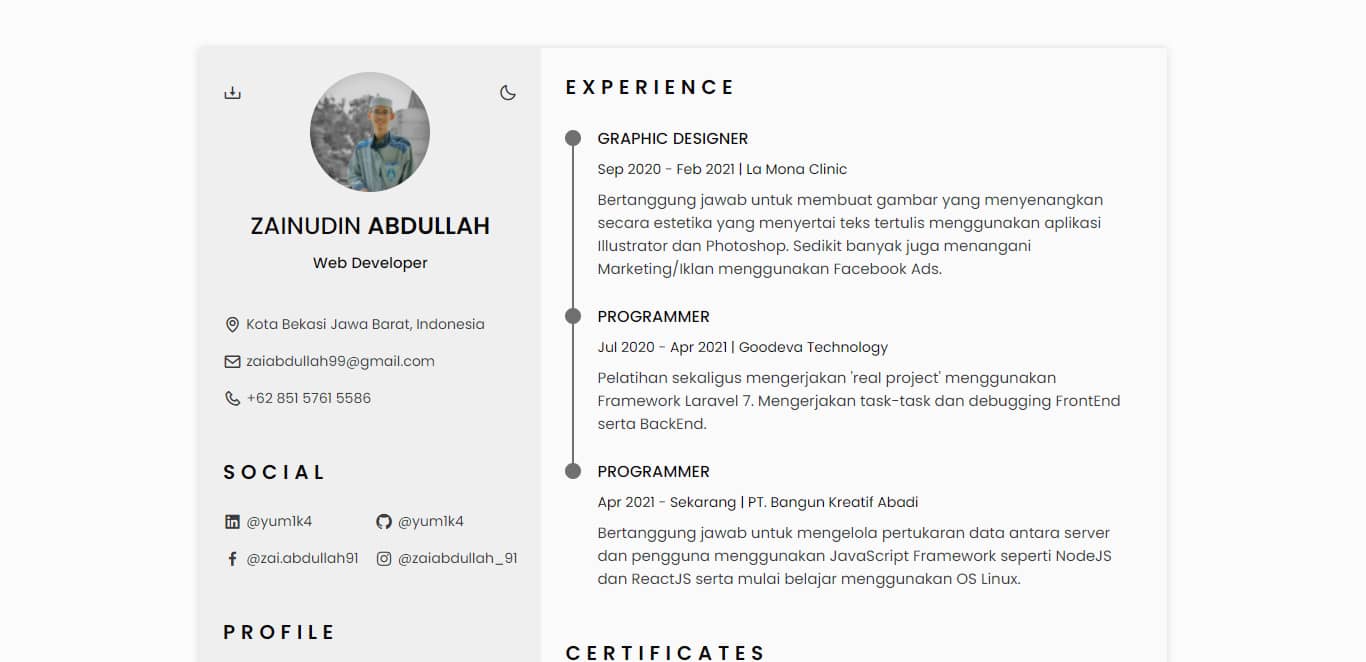 ZAINUDIN ABDULLAH
Web Developer
Kota Bekasi Jawa Barat, Indonesia
zaiabdullah99@gmail.com
+62 851 5761 5586
SOCIAL
@yum1k4
@yum1k4
@zai.abdullah91
@zaiabdullah_91
PROFILE
EXPERIENCE
GRAPHIC DESIGNER
Sep 2020 - Feb 2021 | La Mona Clinic
Bertanggung jawab untuk membuat gambar yang menyenangkan
secara estetika yang menyertai teks tertulis menggunakan aplikasi
Illustrator dan Photoshop. Sedikit banyak juga menangani
Marketing/Iklan menggunakan Facebook Ads.
PROGRAMMER
Jul 2020 - Apr 2021 | Goodeva Technology
Pelatihan sekaligus mengerjakan 'real project' menggunakan
Framework Laravel 7. Mengerjakan task-task dan debugging FrontEnd
serta BackEnd.
PROGRAMMER
Apr 2021 - Sekarang | PT. Bangun Kreatif Abadi
Bertanggung jawab untuk mengelola pertukaran data antara server
dan pengguna menggunakan JavaScript Framework seperti NodeJS
dan ReactJS serta mulai belajar menggunakan OS Linux.
CERTIFICATES